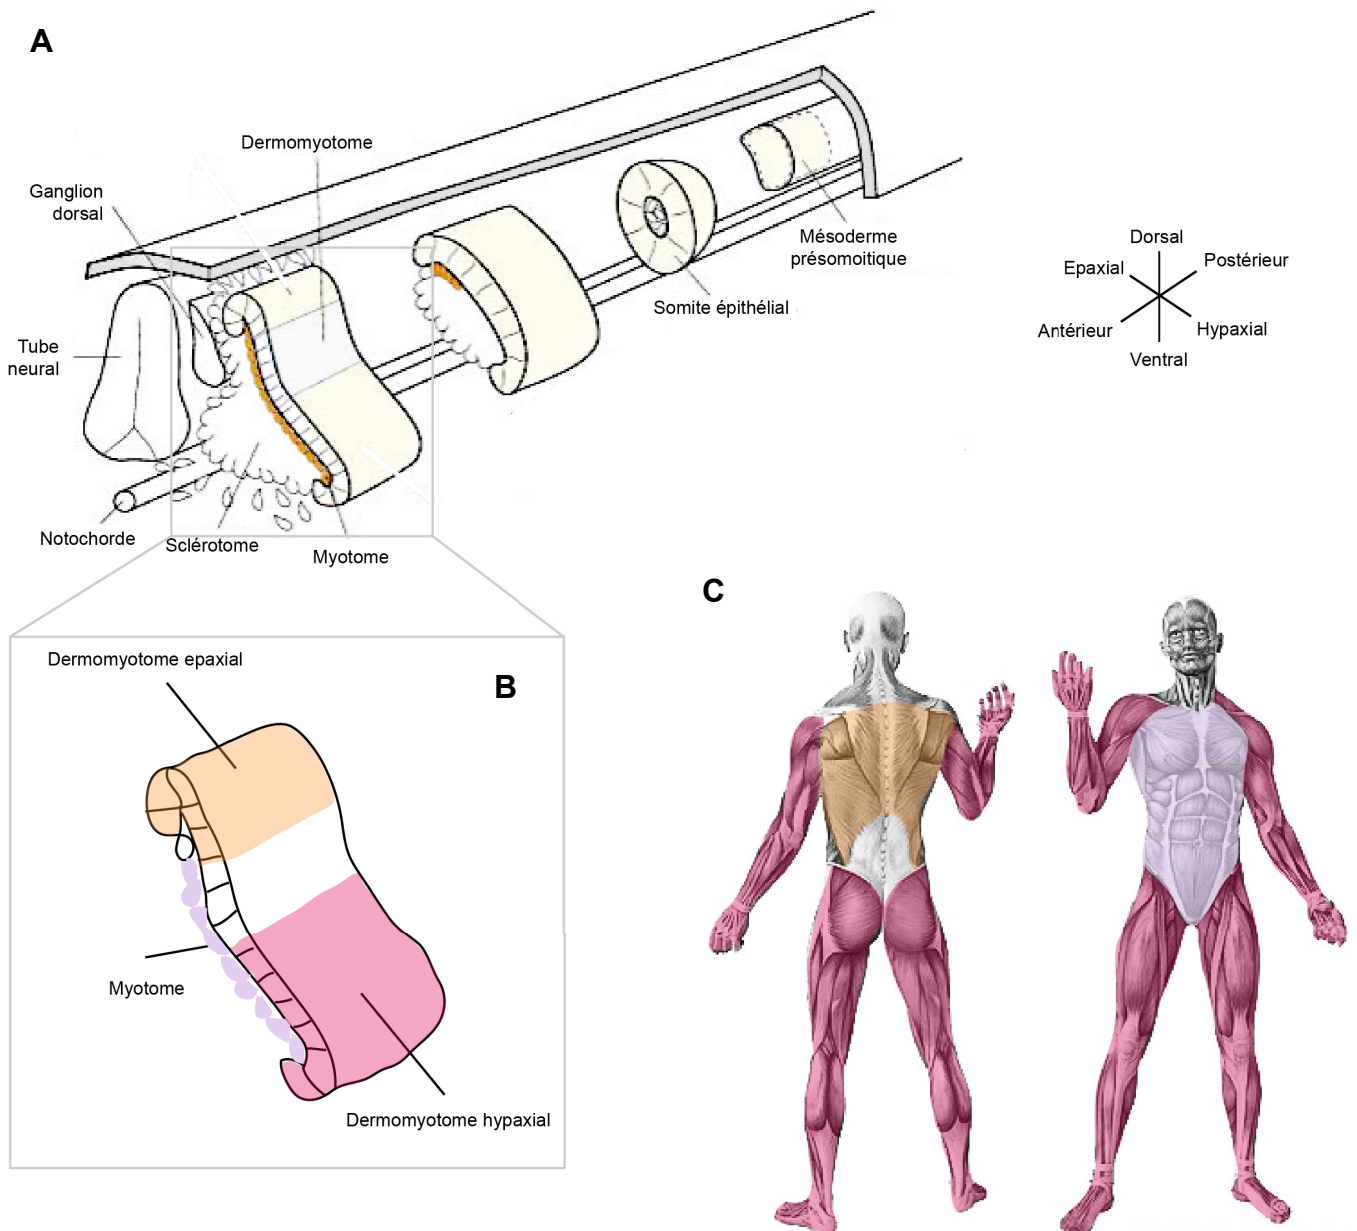 A
Dermomyotome
Ganglion
dorsal
Mésoderme
présomoitique
Somite épithélial
Tube
neural
Notochorde
Sclérotome
Myotome
Dorsal
Epaxial
Postérieur
Antérieur
Hypaxial
Ventral
B
Dermomyotome epaxial
Myotome
Dermomyotome hypaxial
C